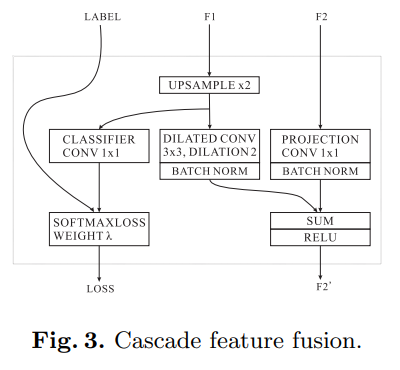 LABEL
F1
F2
UPSAMPLE x2
CLASSIFIER
CONV 1x1
DILATED CONV
3x3, DILATION 2
BATCH NORM
PROJECTION
CONV 1x1
BATCH NORM
SOFTMAXLOSS
WEIGHT λ
SUM
RELU
LOSS
F2'
Fig. 3. Cascade feature fusion.